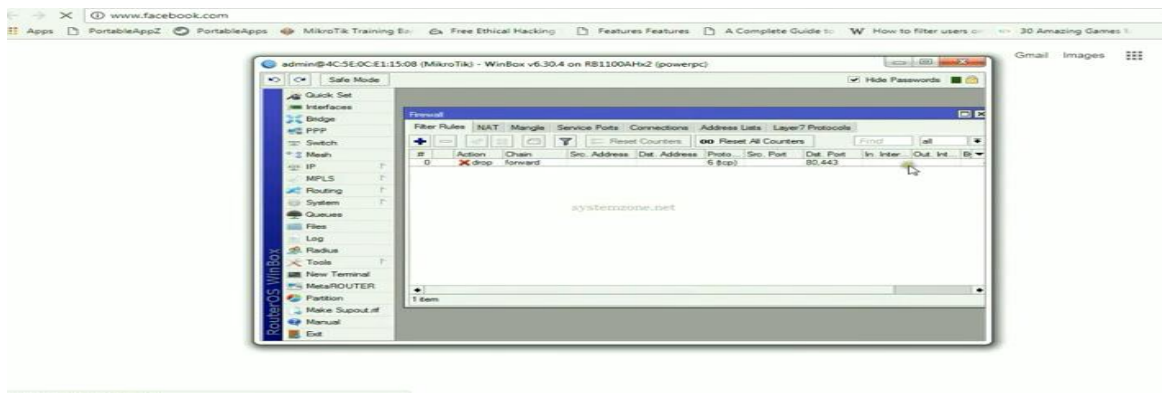 www.facebook.com
Apps PortableAppZ PortableApps MikroTik Training Free Ethical Hacking Features Features A Complete Guide to How to filter users 30 Amazing Games
Gmail Images
admin@4C:5E:0C:E1:15:08 (MikroTik) - WinBox v6.30.4 on RB1100AHx2 (powerpc)
Safe Mode Hide Passwords
Quick Set
Interfaces
Bridge
PPP
Switch
Mesh
IP
MPLS
Routing
System
Queues
Files
Log
Radius
Tools
New Terminal
MetaROUTER
Partition
Make Supout.rif
Manual
Exit
RouterOS WinBox
Firewall
Filter Rules NAT Mangle Service Ports Connections Address Lists Layer7 Protocols
Reset Counters 00 Reset All Counters Find all
# Action Chain Src. Address Dst. Address Proto... Src. Port Dst. Port In. Inter... Out. Int...
0 drop forward 6 (tcp) 80,443
systemzone.net
1 item